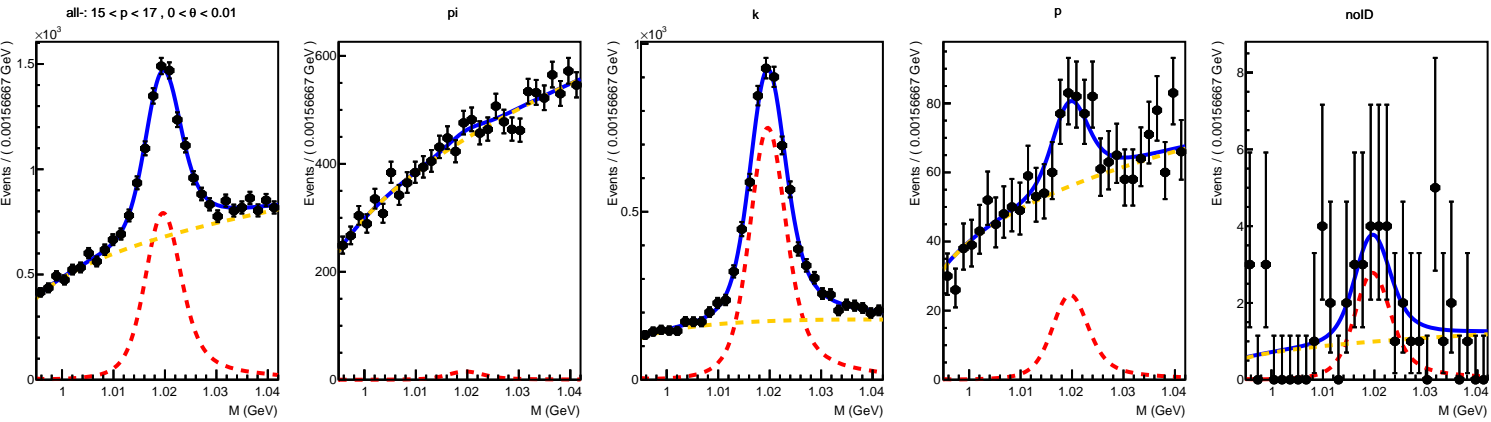 all-: 15 < p < 17 , 0 < θ < 0.01
×10³
Events / ( 0.00156667 GeV )
1.5
1
0.5
0
1 1.01 1.02 1.03 1.04
M (GeV)
pi
Events / ( 0.00156667 GeV )
600
400
200
0
1 1.01 1.02 1.03 1.04
M (GeV)
k
×10³
Events / ( 0.00156667 GeV )
1
0.5
0
1 1.01 1.02 1.03 1.04
M (GeV)
p
Events / ( 0.00156667 GeV )
80
60
40
20
0
1 1.01 1.02 1.03 1.04
M (GeV)
noID
Events / ( 0.00156667 GeV )
8
6
4
2
0
1 1.01 1.02 1.03 1.04
M (GeV)